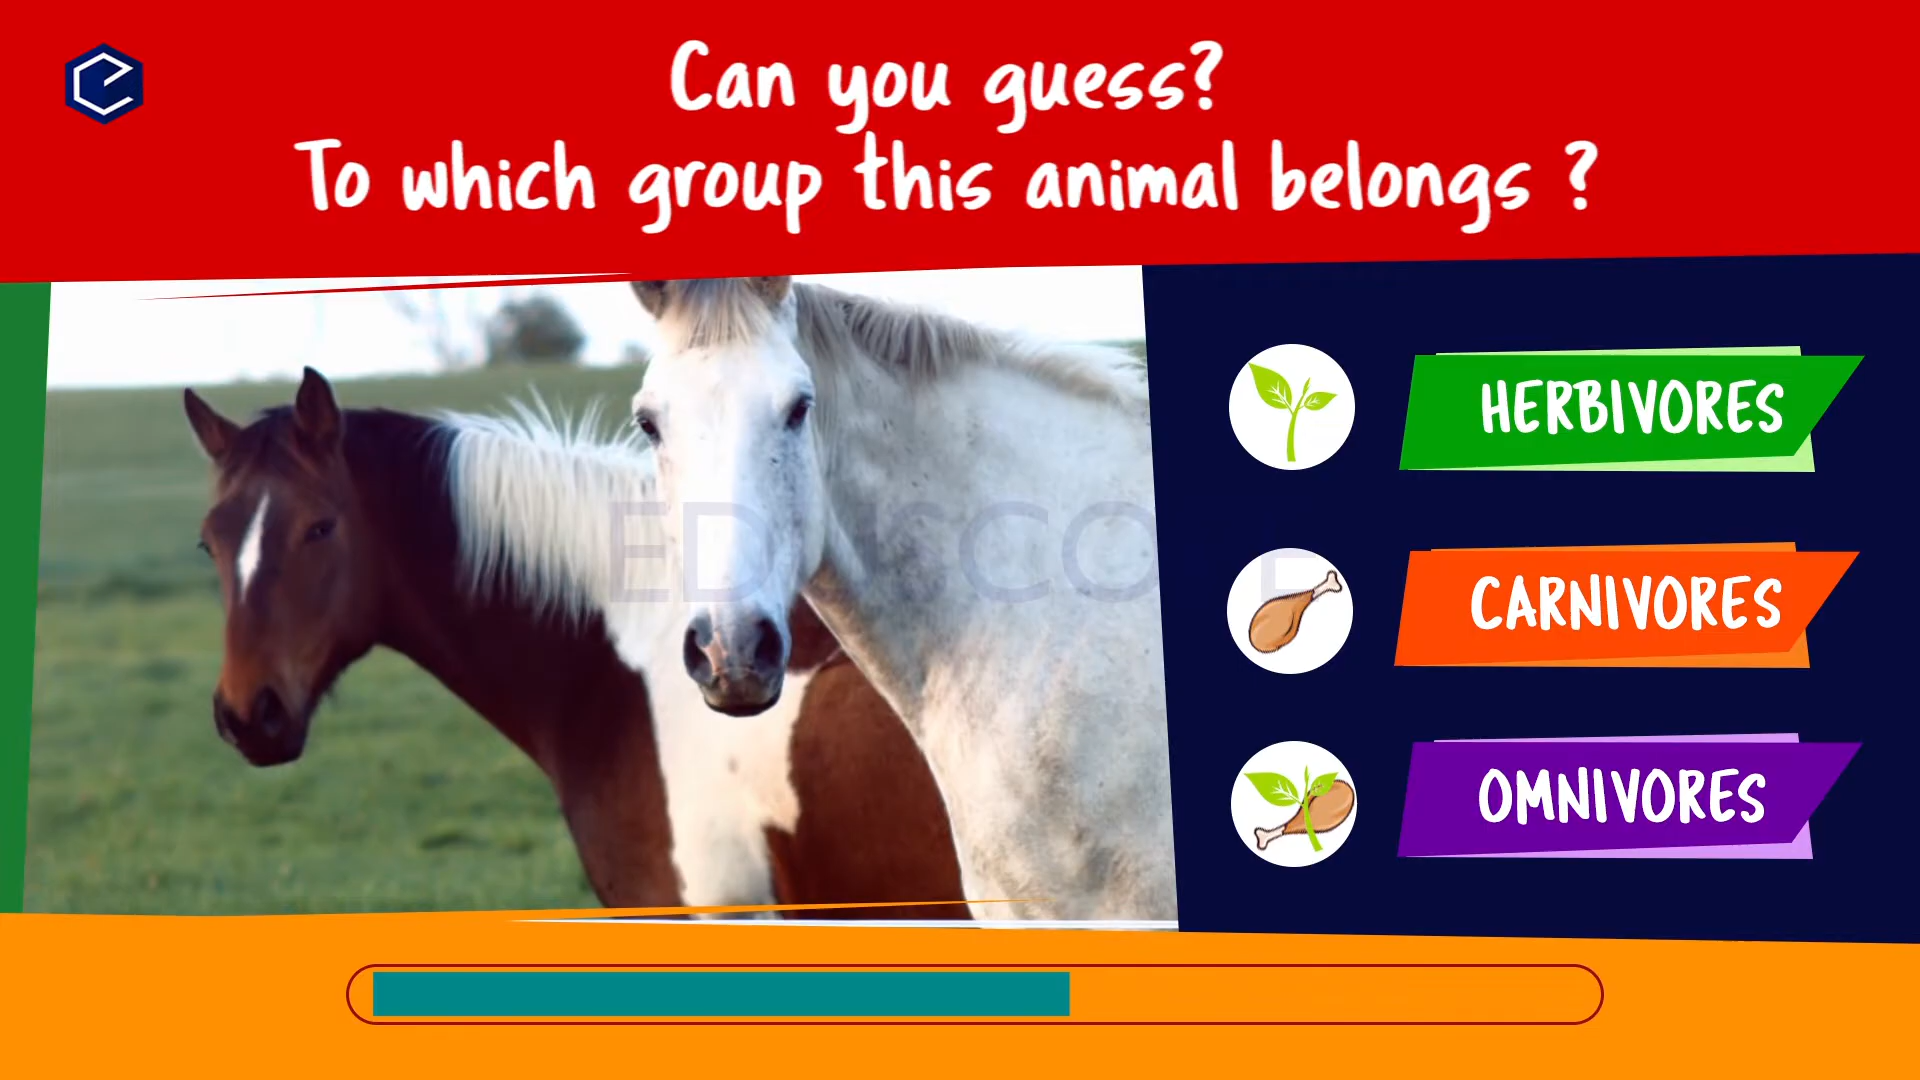 Can you guess?
To which group this animal belongs ?
HERBIVORES
CARNIVORES
OMNIVORES